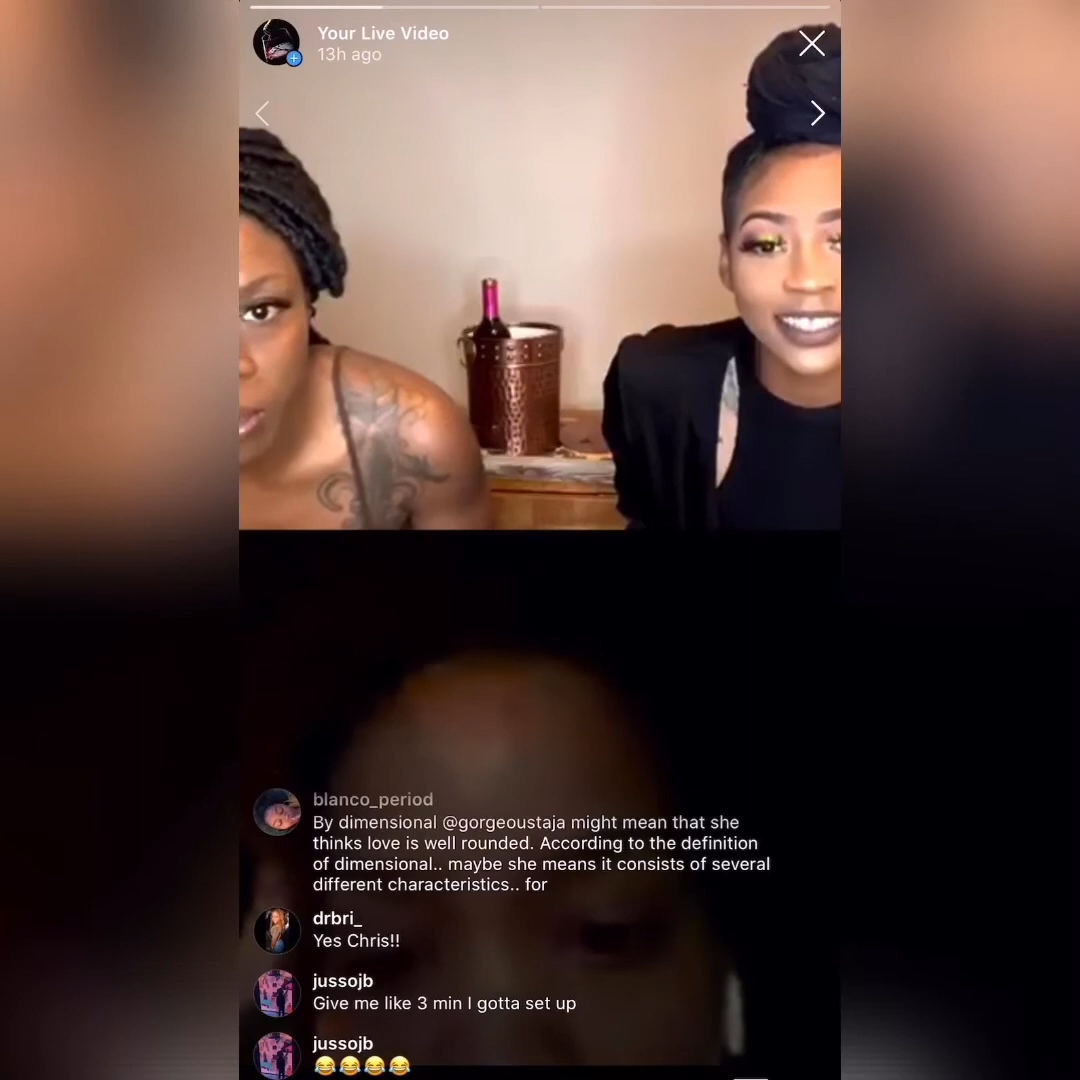 Your Live Video
13h ago
blanco_period
By dimensional @gorgeoustaja might mean that she
thinks love is well rounded. According to the definition
of dimensional.. maybe she means it consists of several
different characteristics.. for
drbri_
Yes Chris!!
jussojb
Give me like 3 min I gotta set up
jussojb
😂😂😂😂